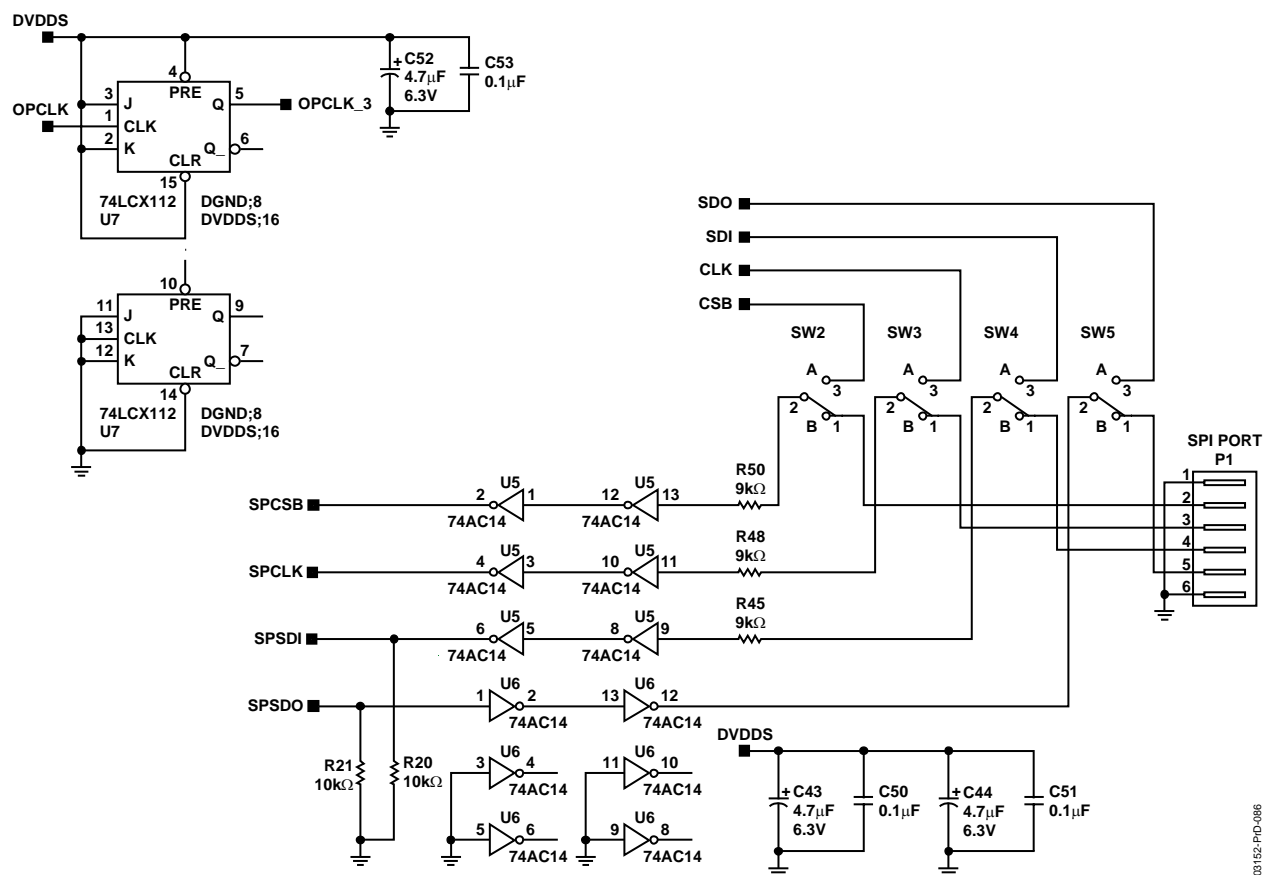 DVDDS
C52
4.7μF
6.3V
+
C53
0.1μF
4
PRE
3
J
Q
5
OPCLK_3
OPCLK
1
CLK
2
K
Q_
6
CLR
15
74LCX112
U7
DGND;8
DVDDS;16
10
PRE
11
J
Q
9
13
CLK
12
K
Q_
7
CLR
14
74LCX112
U7
DGND;8
DVDDS;16
SDO
SDI
CLK
CSB
SW2
SW3
SW4
SW5
A
3
A
3
A
3
A
3
2
B
1
2
B
1
2
B
1
2
B
1
SPI PORT
P1
1
2
3
4
5
6
R50
9kΩ
SPCSB
2
U5
1
74AC14
12
U5
13
74AC14
R48
9kΩ
SPCLK
4
U5
3
74AC14
10
U5
11
74AC14
R45
9kΩ
SPSDI
6
U5
5
74AC14
8
U5
9
74AC14
SPSDO
1
U6
2
74AC14
13
U6
12
74AC14
R21
10kΩ
R20
10kΩ
3
U6
4
74AC14
11
U6
10
74AC14
5
U6
6
74AC14
9
U6
8
74AC14
DVDDS
+
C43
4.7μF
6.3V
C50
0.1μF
+
C44
4.7μF
6.3V
C51
0.1μF
03152-PrD-086